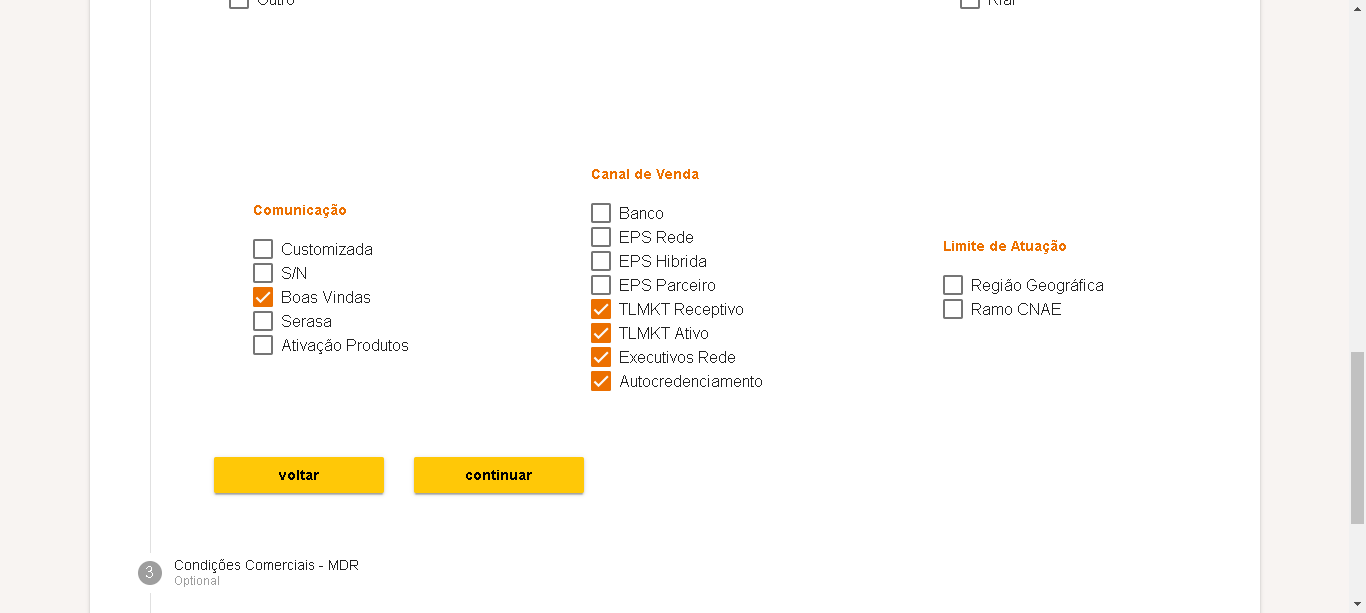 Outro
Rfai
Canal de Venda
Comunicação
Banco
EPS Rede
Limite de Atuação
Customizada
EPS Hibrida
S/N
EPS Parceiro
Região Geográfica
Boas Vindas
TLMKT Receptivo
Ramo CNAE
Serasa
TLMKT Ativo
Ativação Produtos
Executivos Rede
Autocredenciamento
voltar
continuar
3
Condições Comerciais - MDR
Optional